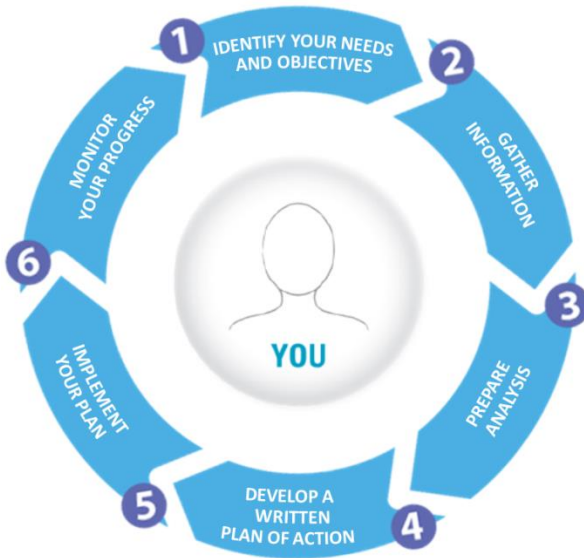 1
IDENTIFY YOUR NEEDS
AND OBJECTIVES
2
GATHER
INFORMATION
3
PREPARE
ANALYSIS
4
DEVELOP A
WRITTEN
PLAN OF ACTION
5
IMPLEMENT
YOUR PLAN
6
MONITOR
YOUR PROGRESS
YOU